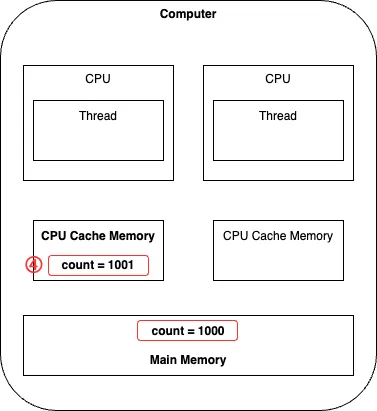 Computer
CPU
CPU
Thread
Thread
CPU Cache Memory
CPU Cache Memory
④ count = 1001
count = 1000
Main Memory